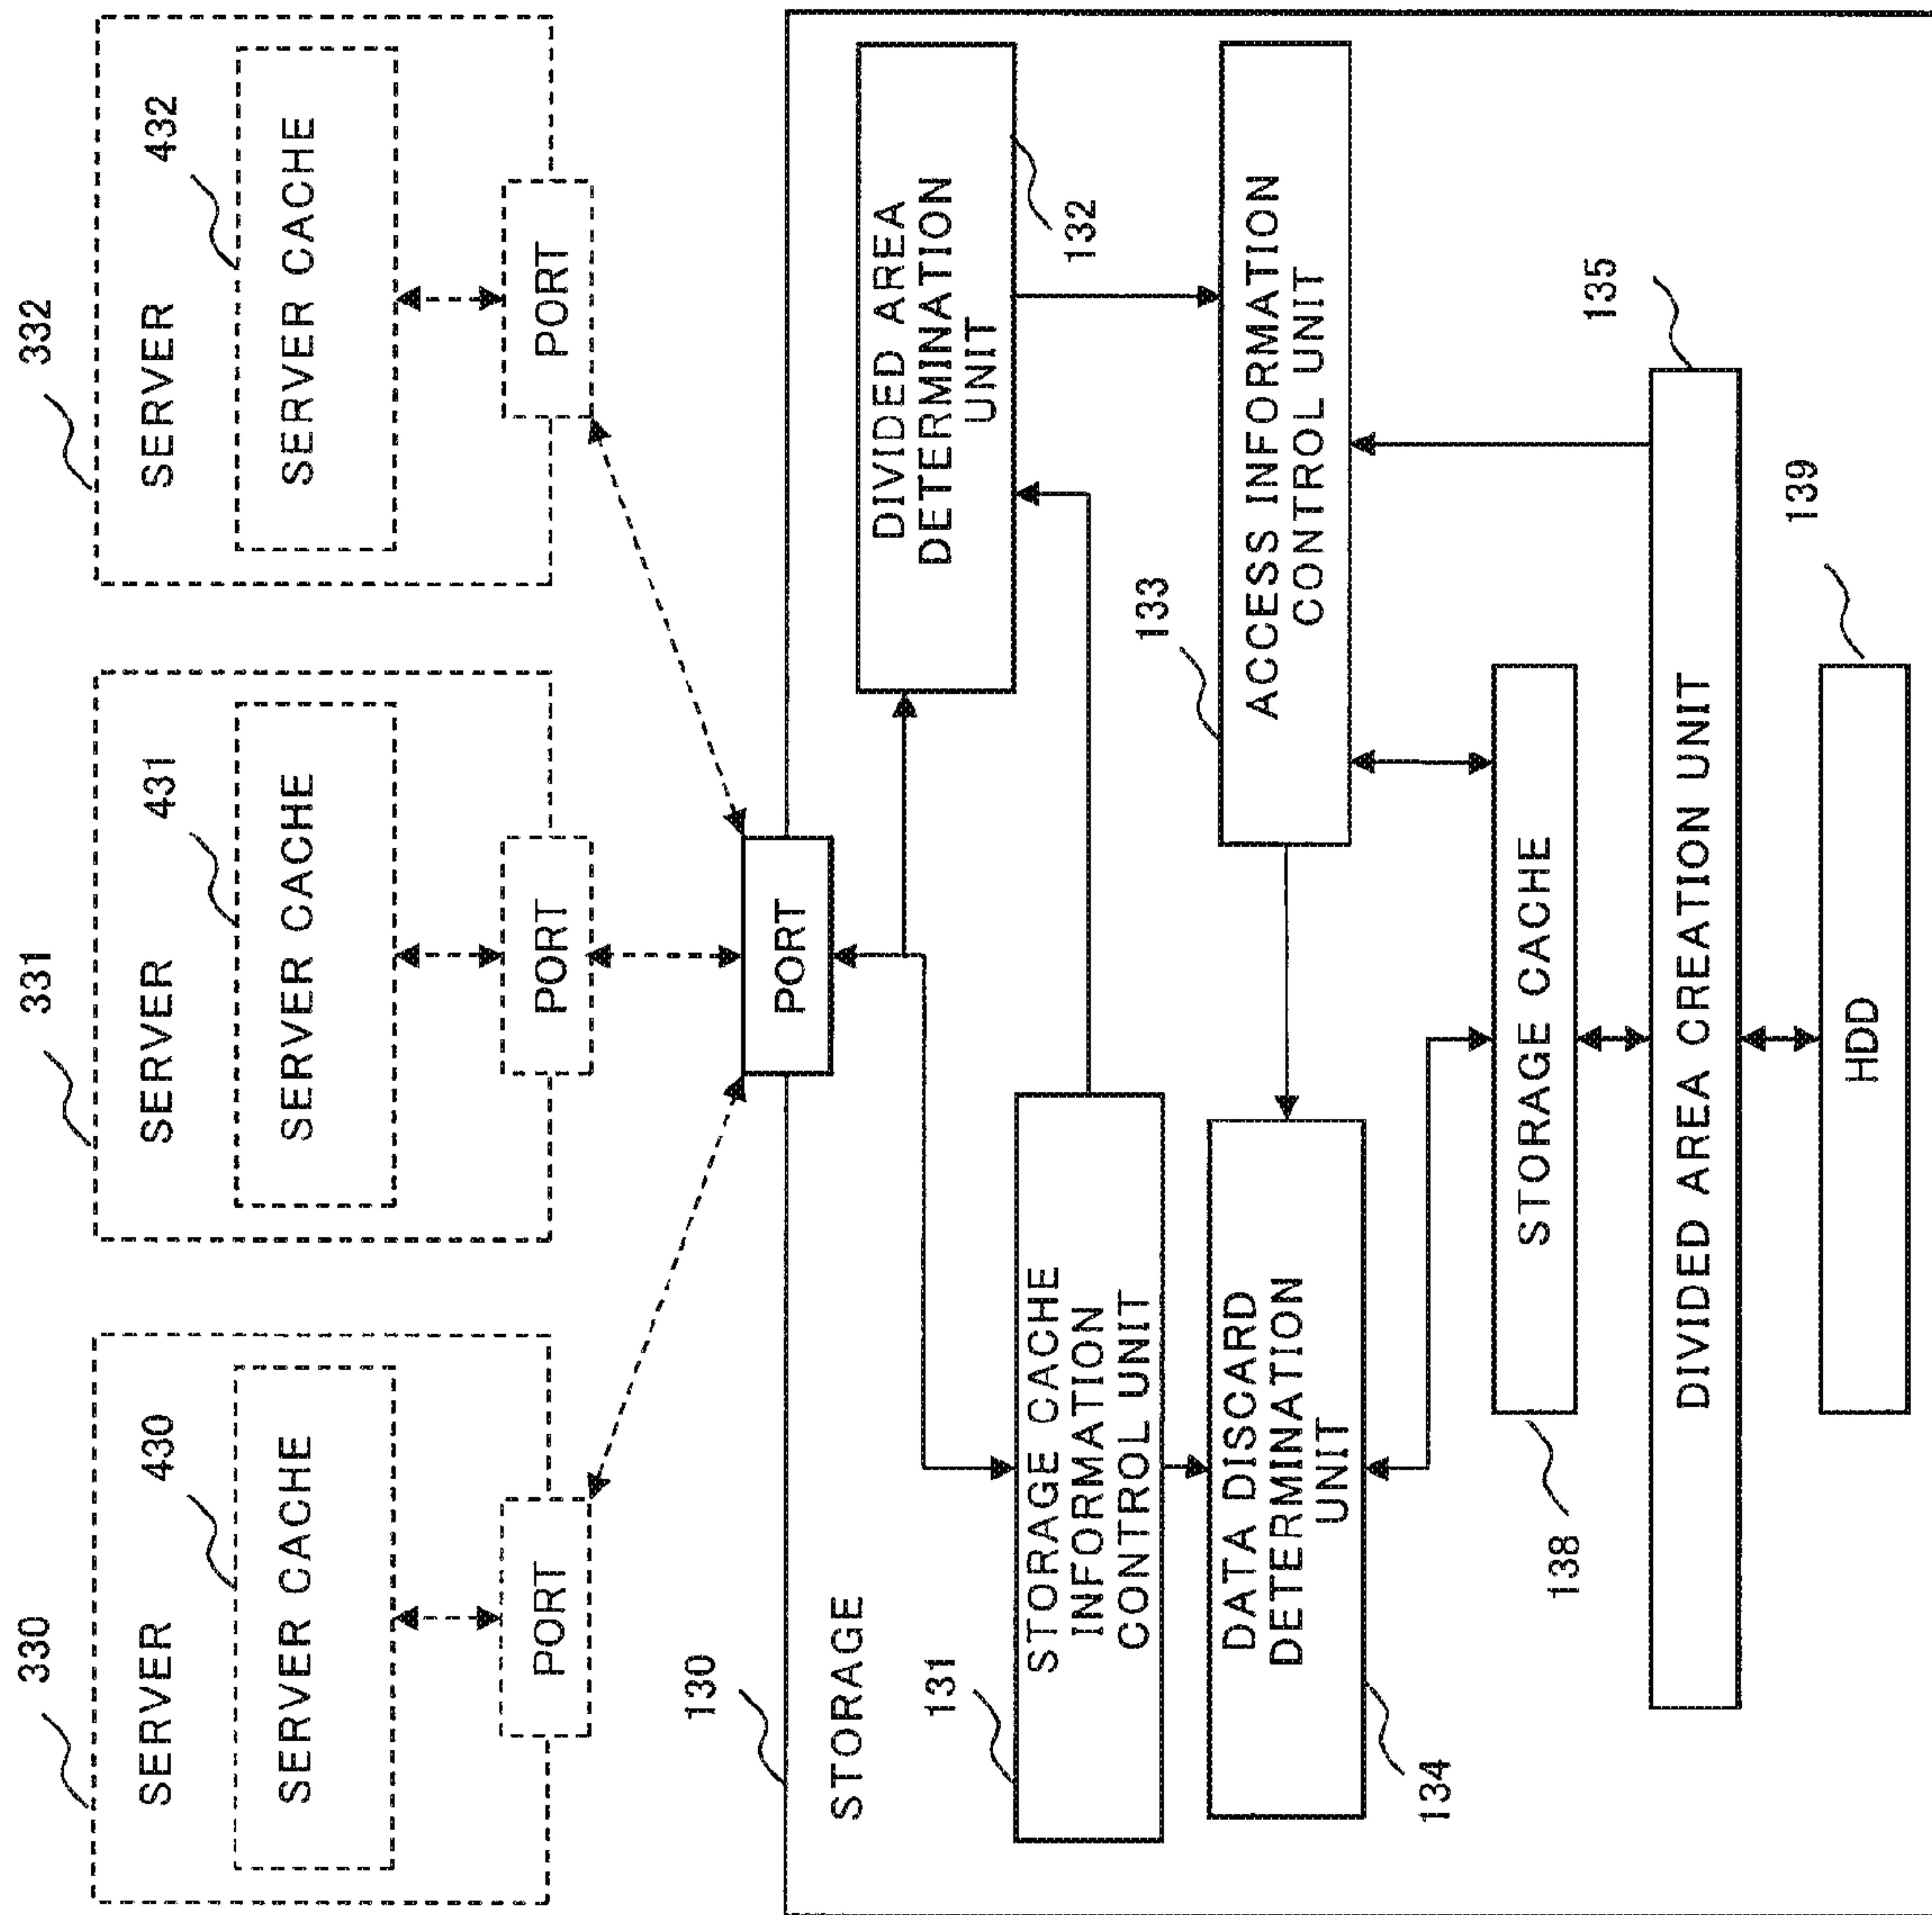 330
SERVER
430
SERVER CACHE
PORT
331
SERVER
431
SERVER CACHE
PORT
332
SERVER
432
SERVER CACHE
PORT
130
STORAGE
PORT
131
STORAGE CACHE
INFORMATION
CONTROL UNIT
DIVIDED AREA
DETERMINATION
UNIT
132
DATA DISCARD
DETERMINATION
UNIT
134
133
ACCESS INFORMATION
CONTROL UNIT
STORAGE CACHE
138
DIVIDED AREA CREATION UNIT
135
HDD
139